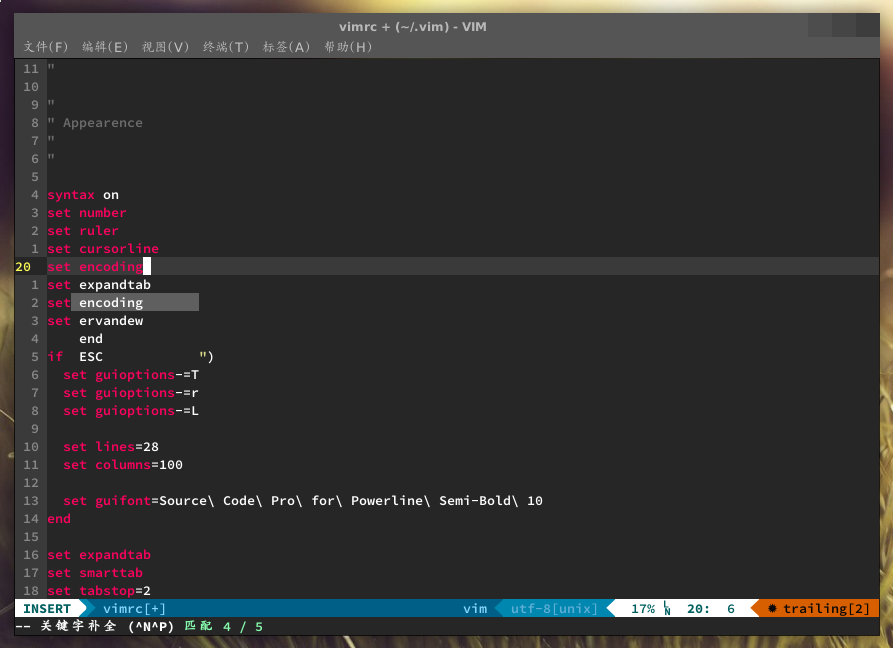 vimrc + (~/.vim) - VIM
文件(F) 编辑(E) 视图(V) 终端(T) 标签(A) 帮助(H)
11 "
10
9 "
8 " Appearence
7 "
6 "
5
4 syntax on
3 set number
2 set ruler
1 set cursorline
20 set encoding
1 set expandtab
2 set encoding
3 set ervandew
4 end
5 if ESC ")
6 set guioptions-=T
7 set guioptions-=r
8 set guioptions-=L
9
10 set lines=28
11 set columns=100
12
13 set guifont=Source\ Code\ Pro\ for\ Powerline\ Semi-Bold\ 10
14 end
15
16 set expandtab
17 set smarttab
18 set tabstop=2
INSERT vimrc[+] vim utf-8[unix] 17% LN 20: 6 ✹ trailing[2]
-- 关键字补全 (^N^P) 匹配 4 / 5